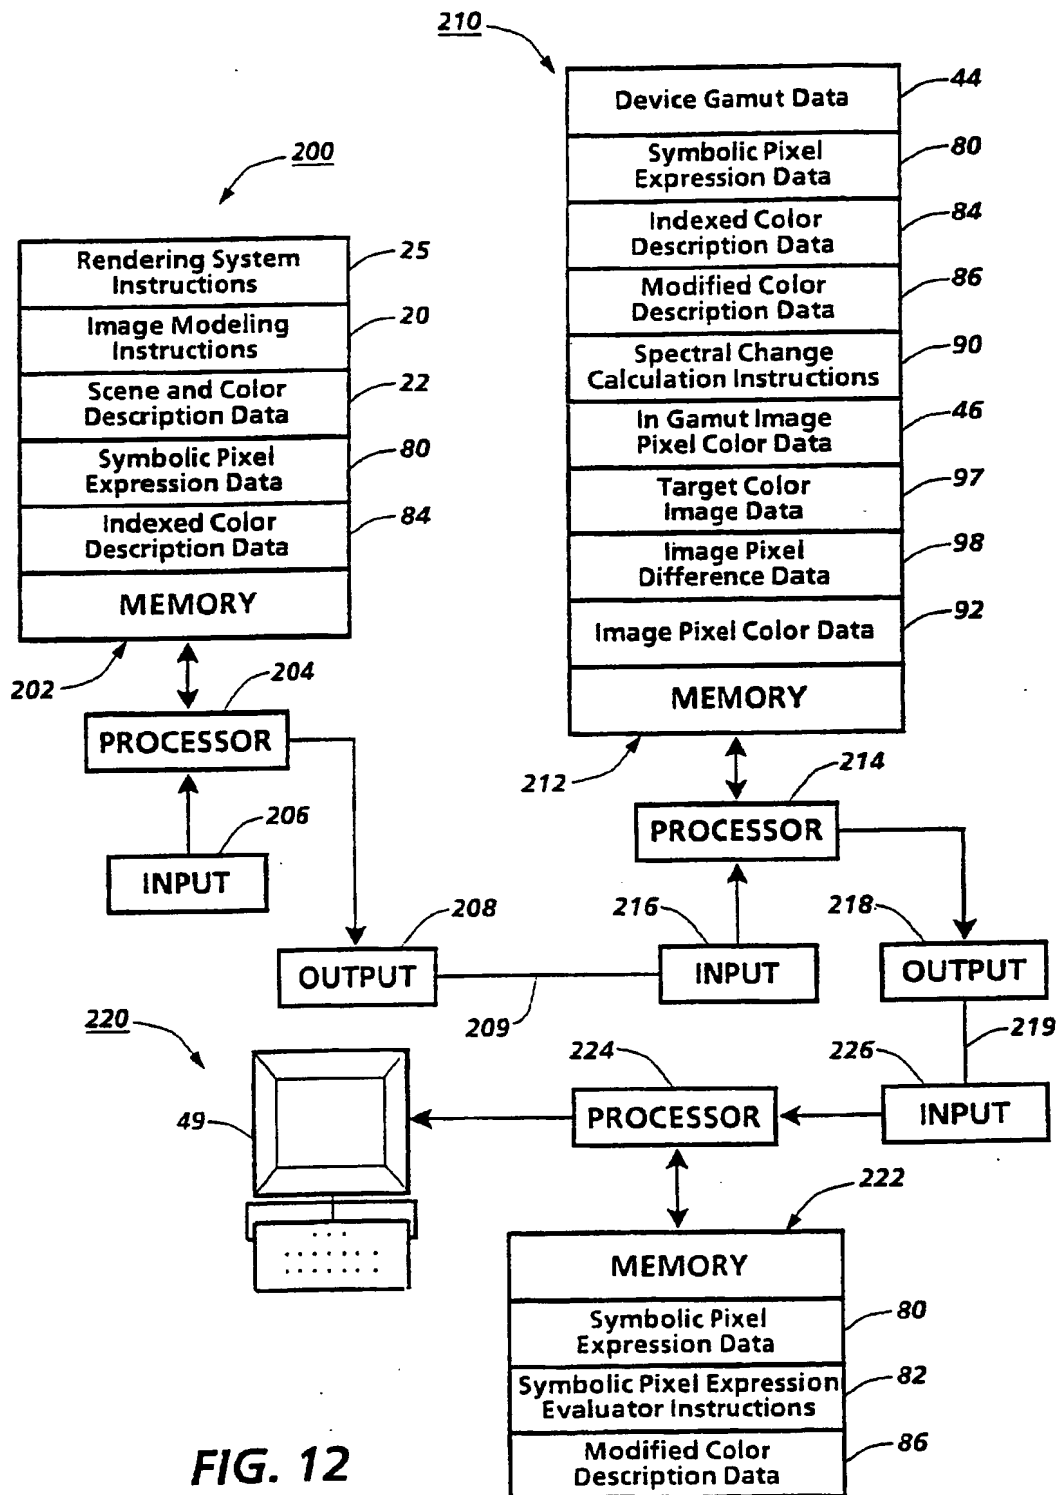 210
Device Gamut Data
44
Symbolic Pixel
Expression Data
80
Indexed Color
Description Data
84
Modified Color
Description Data
86
Spectral Change
Calculation Instructions
90
In Gamut Image
Pixel Color Data
46
Target Color
Image Data
97
Image Pixel
Difference Data
98
Image Pixel Color Data
92
MEMORY
212
200
Rendering System
Instructions
25
Image Modeling
Instructions
20
Scene and Color
Description Data
22
Symbolic Pixel
Expression Data
80
Indexed Color
Description Data
84
MEMORY
202
204
PROCESSOR
206
INPUT
208
OUTPUT
209
214
PROCESSOR
216
INPUT
218
OUTPUT
219
220
49
224
PROCESSOR
226
INPUT
222
MEMORY
Symbolic Pixel
Expression Data
80
Symbolic Pixel Expression
Evaluator Instructions
82
Modified Color
Description Data
86
FIG. 12